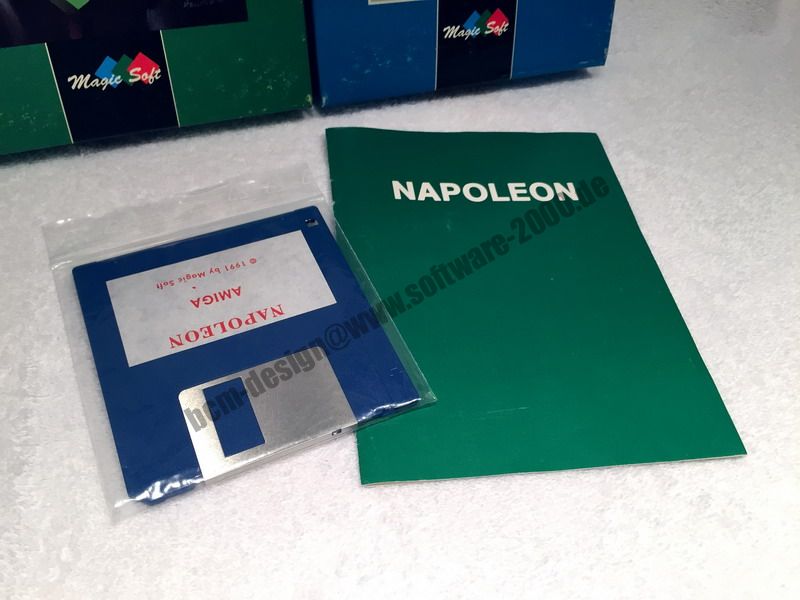 Magic Soft
Magic Soft
NAPOLEON
NAPOLEON
AMIGA
© 1991 by Magic Soft
bcm-design@www.software-2000.de